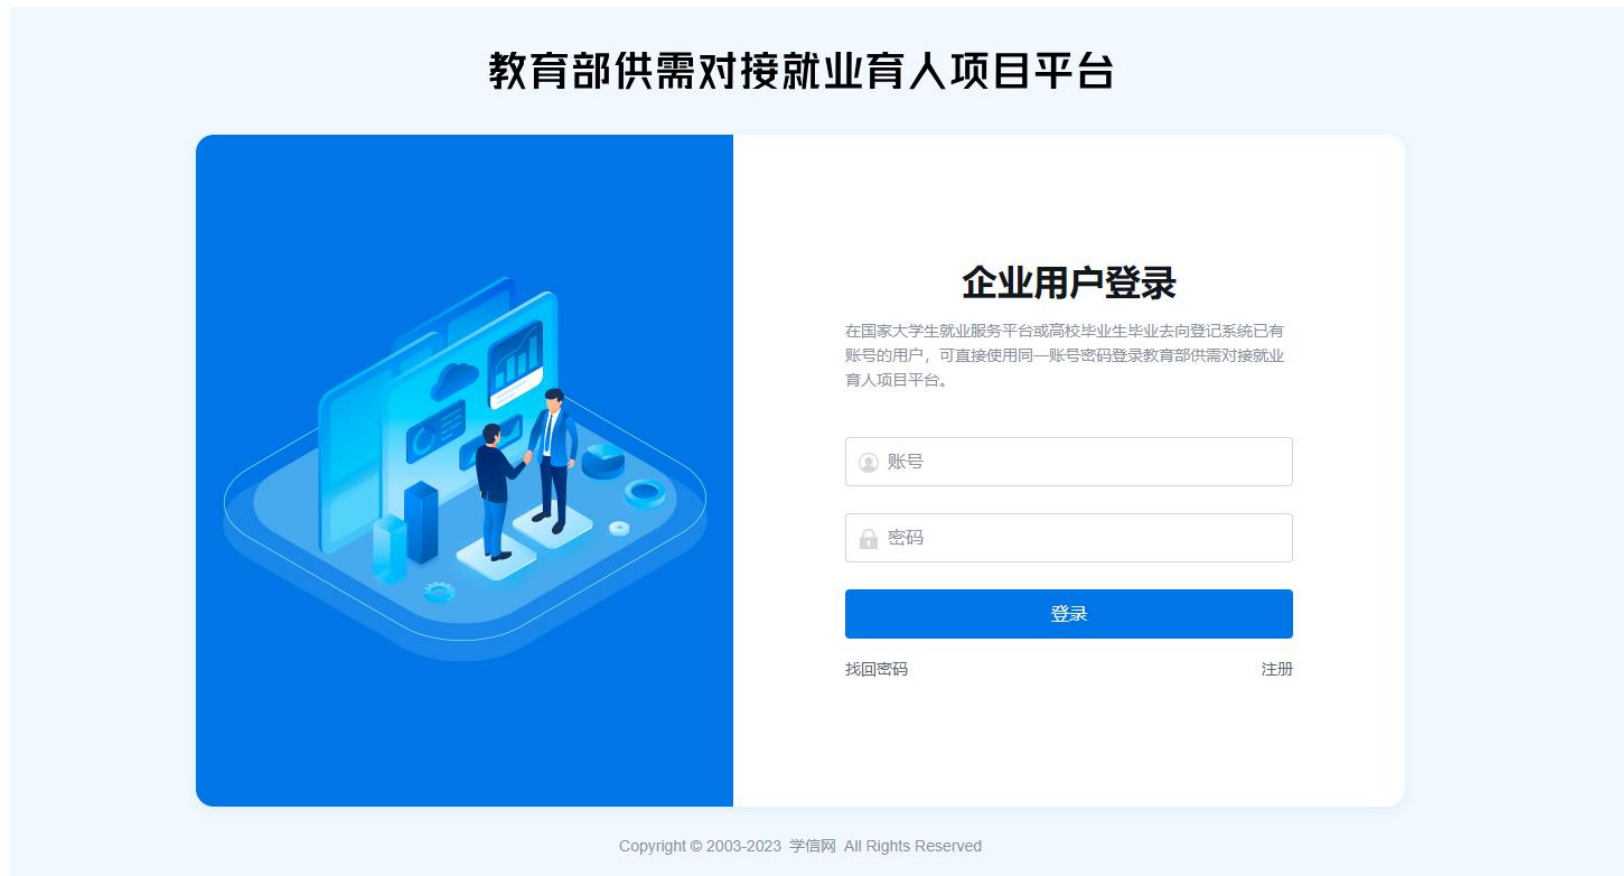 教育部供需对接就业育人项目平台
企业用户登录
在国家大学生就业服务平台或高校毕业生毕业去向登记系统已有
账号的用户，可直接使用同一账号密码登录教育部供需对接就业
育人项目平台。
账号
密码
登录
找回密码
注册
Copyright © 2003-2023 学信网 All Rights Reserved